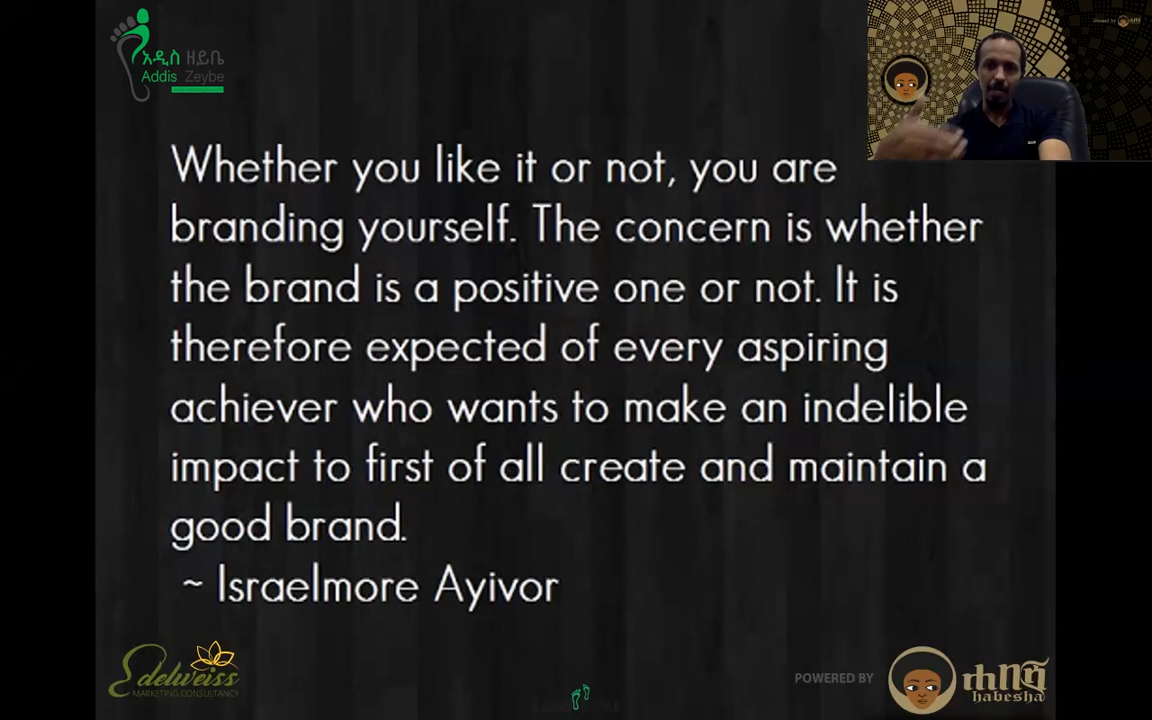 አዲስ ዘይቤ
Addis Zeybe
Whether you like it or not, you are
branding yourself. The concern is whether
the brand is a positive one or not. It is
therefore expected of every aspiring
achiever who wants to make an indelible
impact to first of all create and maintain a
good brand.
~ Israelmore Ayivor
Edelweiss
MARKETING CONSULTANCY
POWERED BY
ሐበሻ
habesha